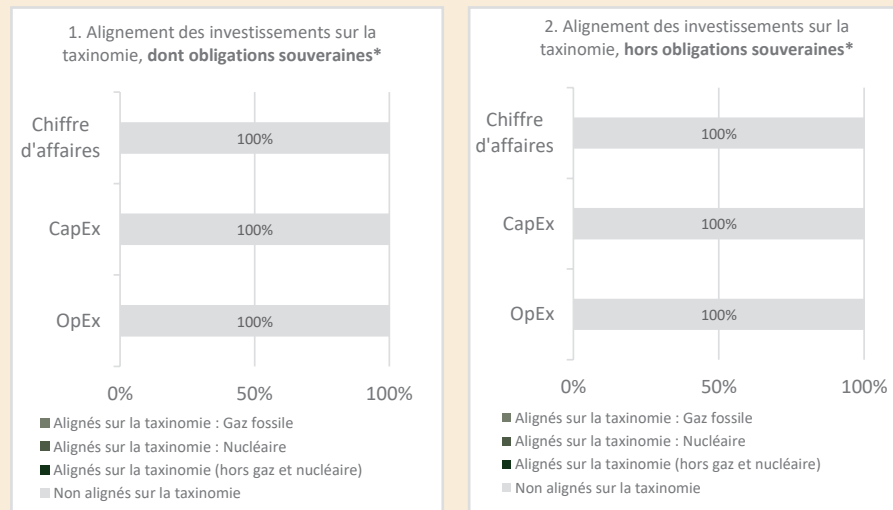 1. Alignement des investissements sur la
taxinomie, dont obligations souveraines*
Chiffre
d'affaires
100%
CapEx
100%
OpEx
100%
0%
50%
100%
Alignés sur la taxinomie : Gaz fossile
Alignés sur la taxinomie : Nucléaire
Alignés sur la taxinomie (hors gaz et nucléaire)
Non alignés sur la taxinomie
2. Alignement des investissements sur la
taxinomie, hors obligations souveraines*
Chiffre
d'affaires
100%
CapEx
100%
OpEx
100%
0%
50%
100%
Alignés sur la taxinomie : Gaz fossile
Alignés sur la taxinomie : Nucléaire
Alignés sur la taxinomie (hors gaz et nucléaire)
Non alignés sur la taxinomie